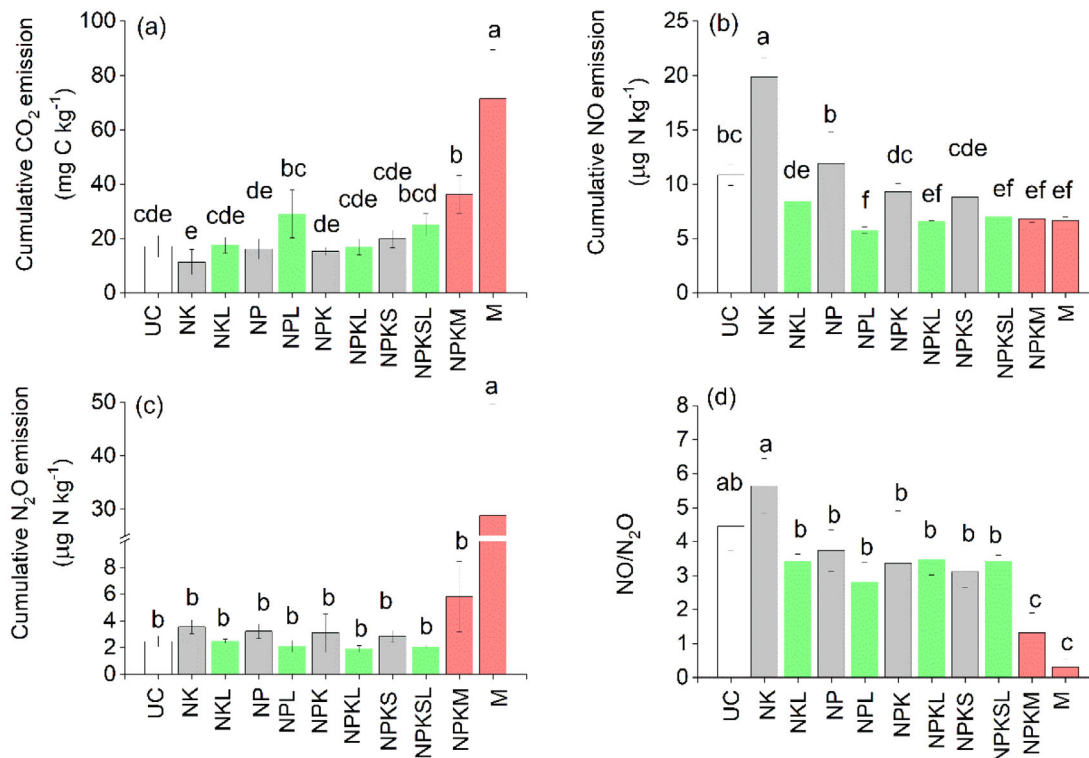 (a)
Cumulative CO₂ emission
(mg C kg⁻¹)
100
80
60
40
20
0
cde
e
cde
de
bc
de
cde
cde
bcd
b
a
UC
NK
NKL
NP
NPL
NPK
NPKL
NPKS
NPKSL
NPKM
M
(b)
Cumulative NO emission
(µg N kg⁻¹)
25
20
15
10
5
0
bc
a
de
b
f
dc
ef
cde
ef
ef
ef
UC
NK
NKL
NP
NPL
NPK
NPKL
NPKS
NPKSL
NPKM
M
(c)
Cumulative N₂O emission
(µg N kg⁻¹)
50
40
30
8
6
4
2
0
b
b
b
b
b
b
b
b
b
b
a
UC
NK
NKL
NP
NPL
NPK
NPKL
NPKS
NPKSL
NPKM
M
(d)
NO/N₂O
8
7
6
5
4
3
2
1
0
ab
a
b
b
b
b
b
b
b
c
c
UC
NK
NKL
NP
NPL
NPK
NPKL
NPKS
NPKSL
NPKM
M